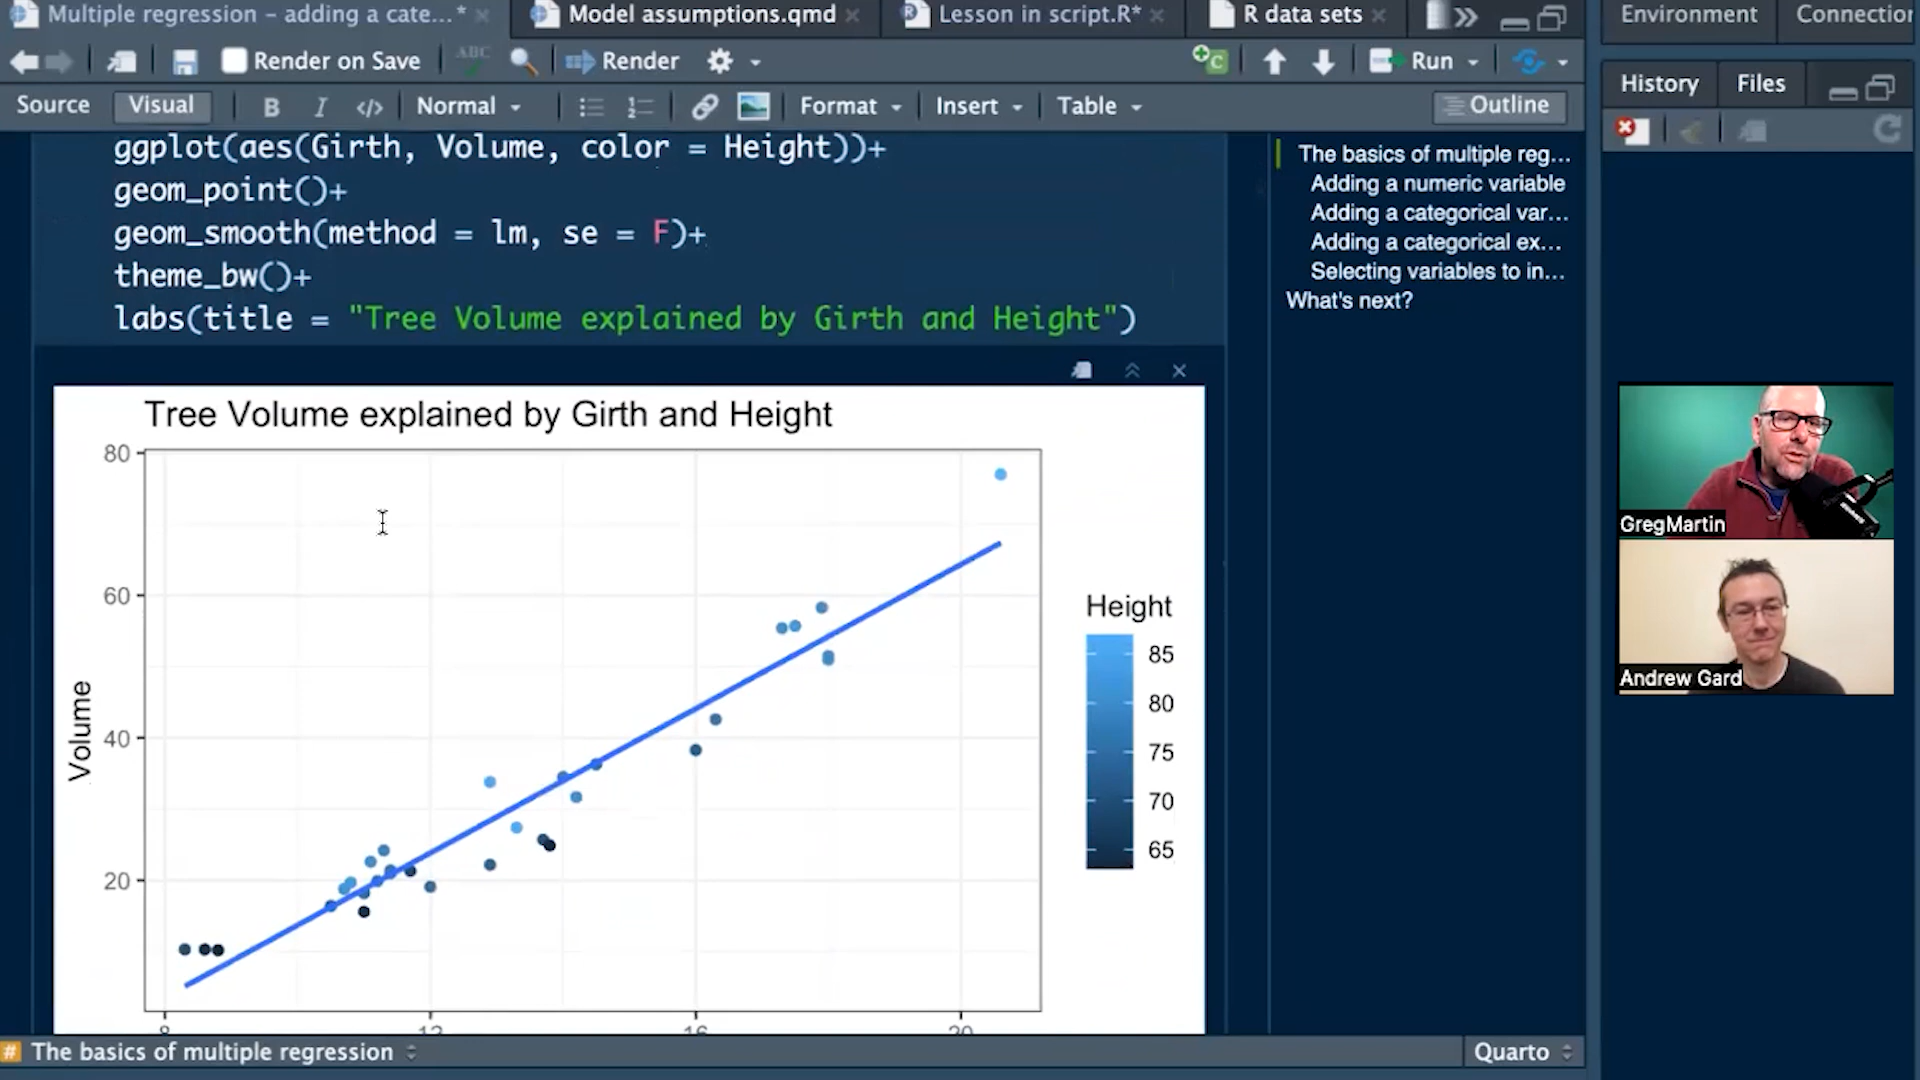 Multiple regression – adding a cate...*
Model assumptions.qmd
Lesson in script.R*
R data sets
Environment
Render on Save
ABC
Render
Run
History
Files
Source
Visual
B
I
</>
Normal
Format
Insert
Table
Outline
ggplot(aes(Girth, Volume, color = Height))+
geom_point()+
geom_smooth(method = lm, se = F)+
theme_bw()+
labs(title = "Tree Volume explained by Girth and Height")
The basics of multiple reg...
Adding a numeric variable
Adding a categorical var...
Adding a categorical ex...
Selecting variables to in...
What's next?
Tree Volume explained by Girth and Height
80
60
40
20
Volume
Height
85
80
75
70
65
8
12
16
20
GregMartin
Andrew Gard
# The basics of multiple regression
Quarto